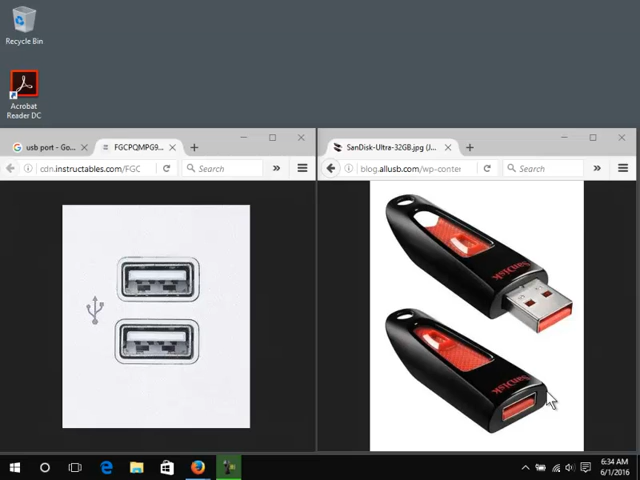 Recycle Bin
Acrobat
Reader DC
usb port - Go...
FGCPQMPG9...
cdn.instructables.com/FGC
Search
SanDisk-Ultra-32GB.jpg (J...
blog.allusb.com/wp-conter
Search
SanDisk
SanDisk
6:34 AM
6/1/2016